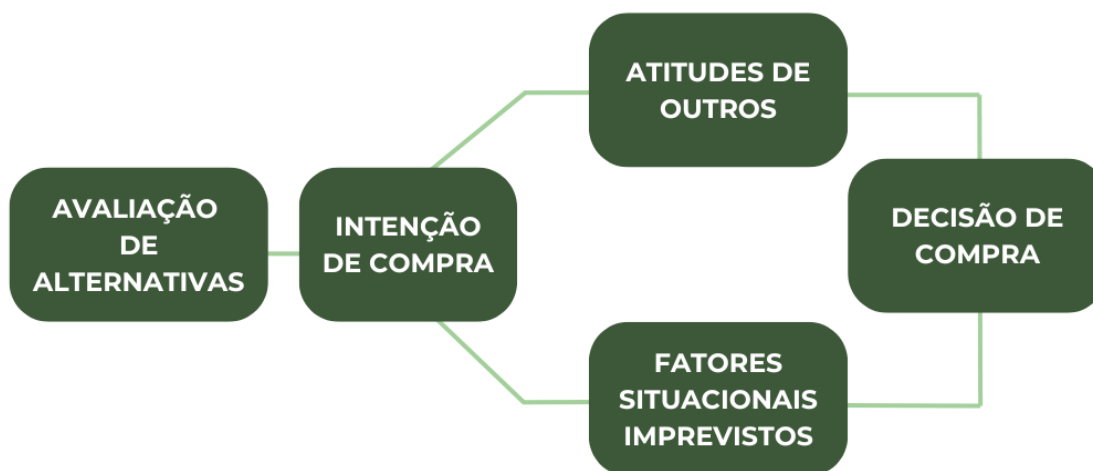 AVALIAÇÃO
DE
ALTERNATIVAS
INTENÇÃO
DE COMPRA
ATITUDES DE
OUTROS
FATORES
SITUACIONAIS
IMPREVISTOS
DECISÃO DE
COMPRA